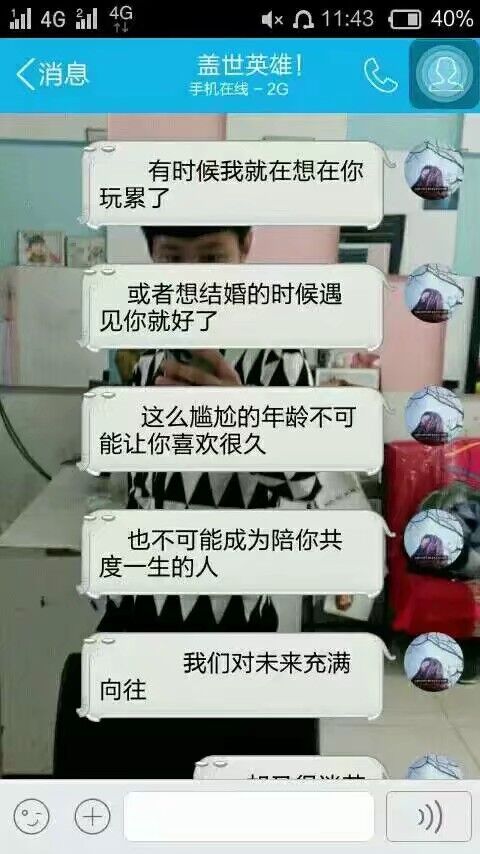 4G 4G 11:43 40%
消息
盖世英雄！
手机在线 - 2G
有时候我就在想在你
玩累了
或者想结婚的时候遇
见你就好了
这么尴尬的年龄不可
能让你喜欢很久
也不可能成为陪你共
度一生的人
我们对未来充满
向往